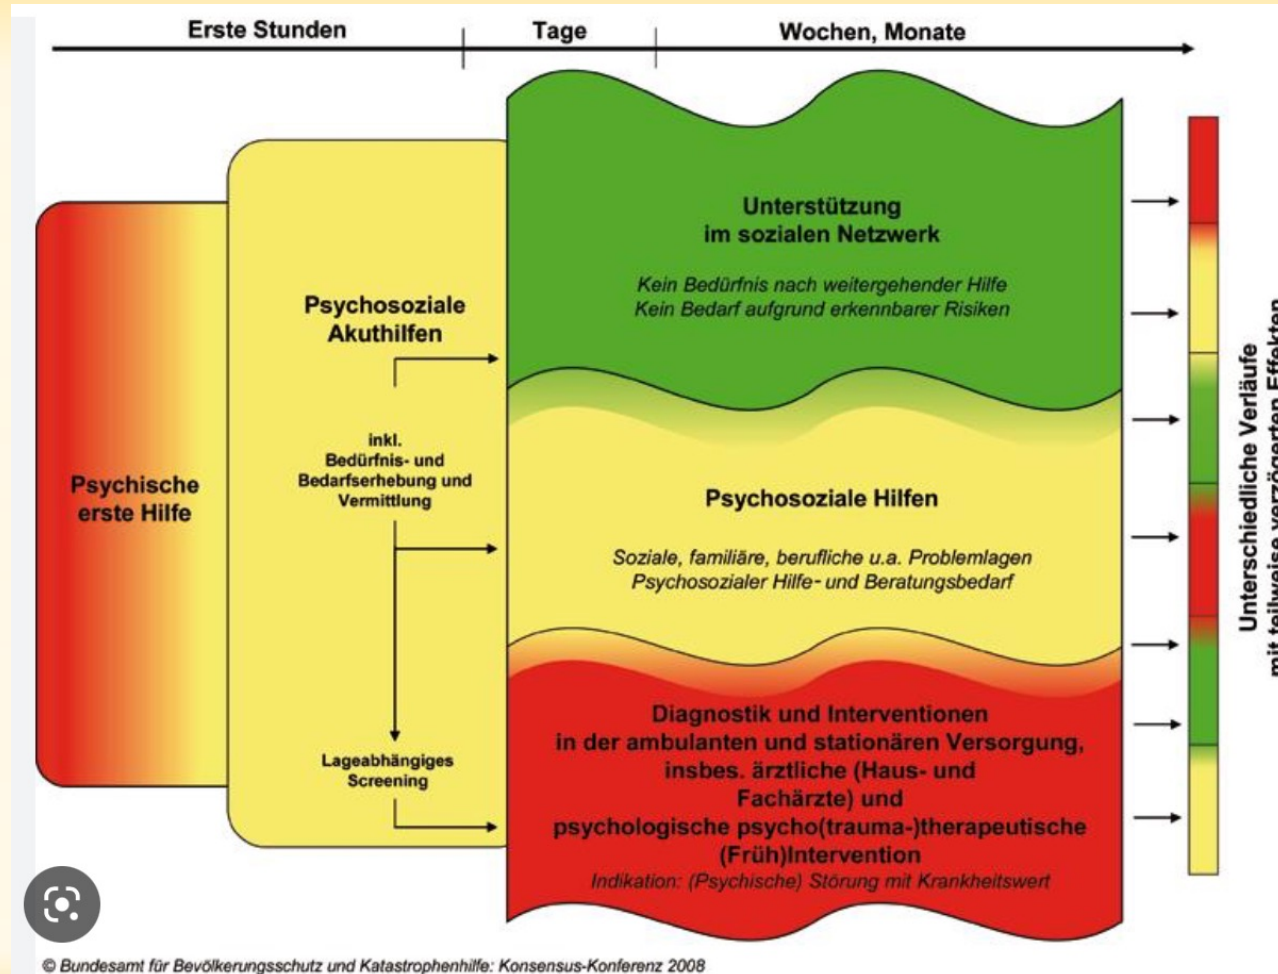 Erste Stunden
Tage
Wochen, Monate
Psychische
erste Hilfe
Psychosoziale
Akuthilfen
inkl.
Bedürfnis- und
Bedarfserhebung und
Vermittlung
Lageabhängiges
Screening
Unterstützung
im sozialen Netzwerk
Kein Bedürfnis nach weitergehender Hilfe
Kein Bedarf aufgrund erkennbarer Risiken
Psychosoziale Hilfen
Soziale, familiäre, berufliche u.a. Problemlagen
Psychosozialer Hilfe- und Beratungsbedarf
Diagnostik und Interventionen
in der ambulanten und stationären Versorgung,
insbes. ärztliche (Haus- und
Fachärzte) und
psychologische psycho(trauma-)therapeutische
(Früh)Intervention
Indikation: (Psychische) Störung mit Krankheitswert
Unterschiedliche Verläufe
mit teilweise verzögerten Effekten
© Bundesamt für Bevölkerungsschutz und Katastrophenhilfe: Konsensus-Konferenz 2008